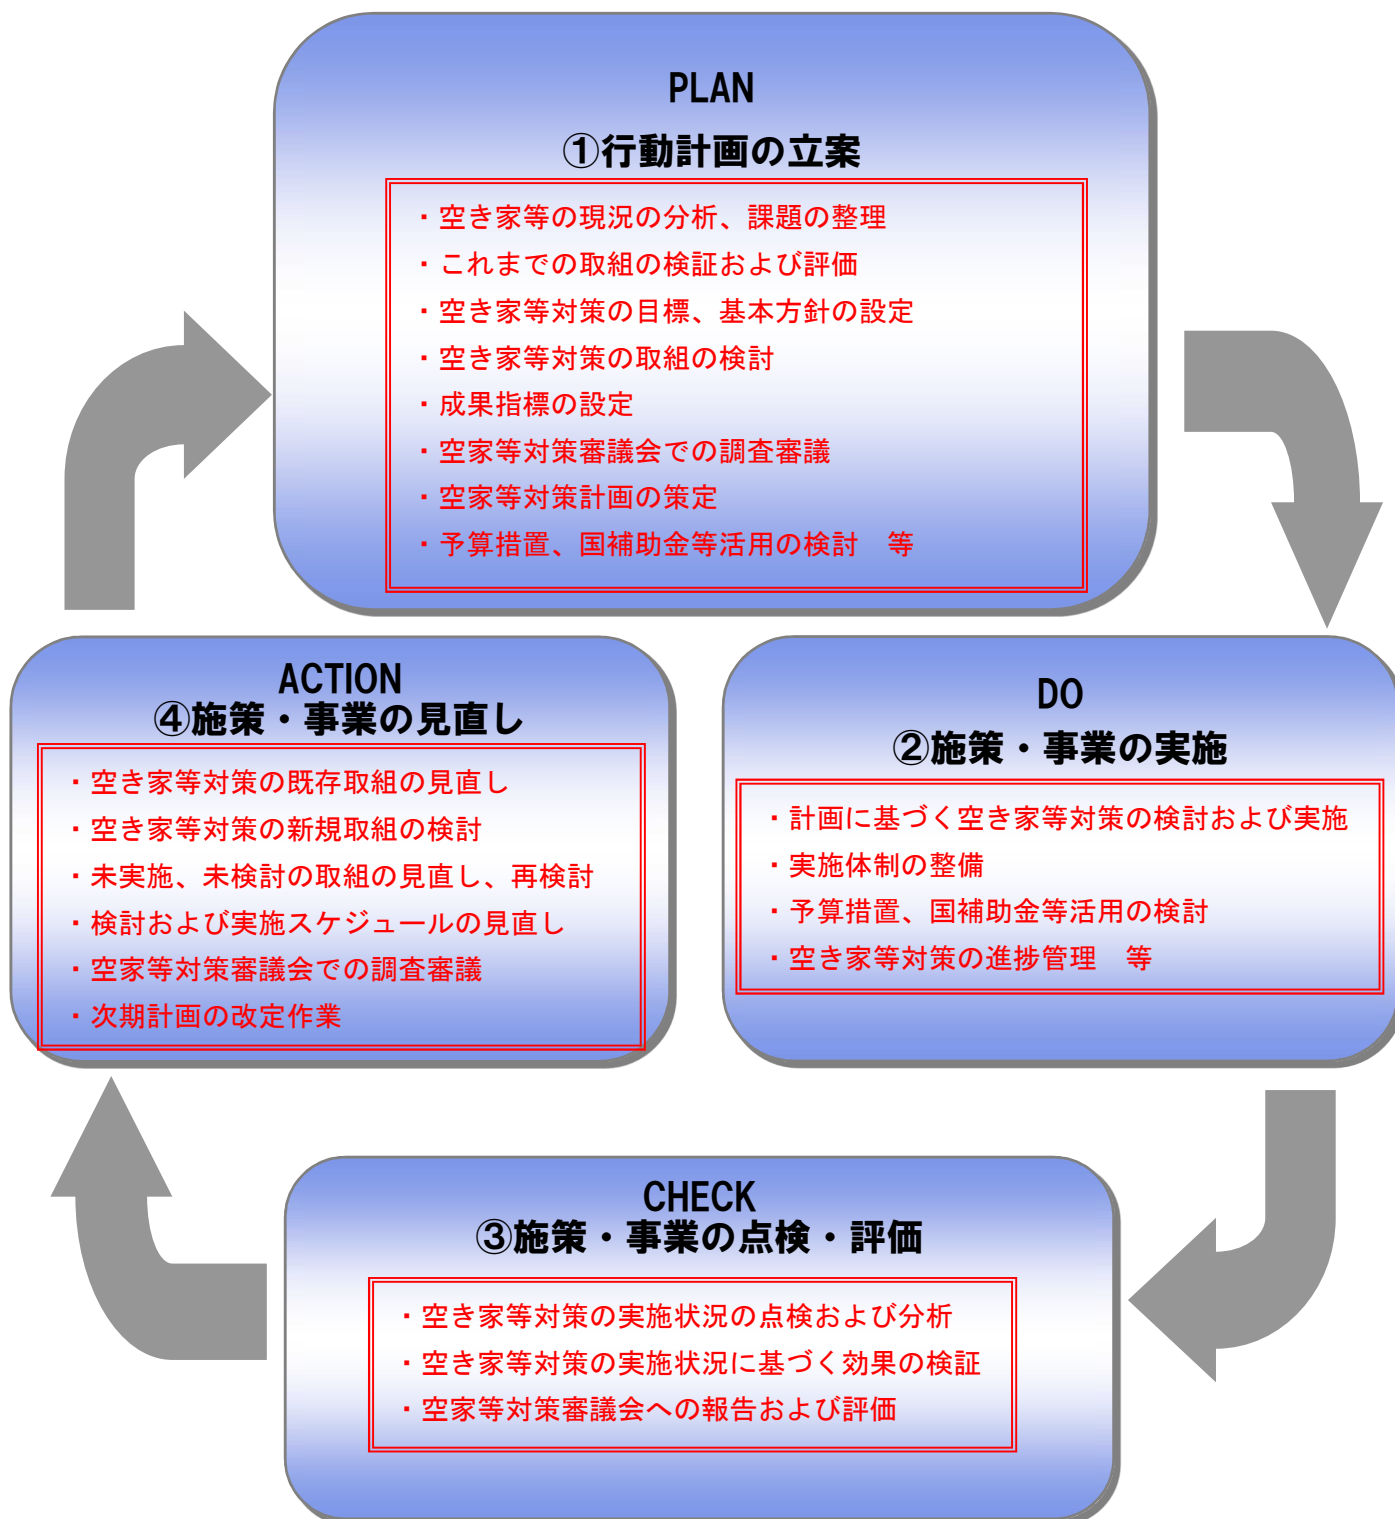 PLAN
①行動計画の立案
・空き家等の現況の分析、課題の整理
・これまでの取組の検証および評価
・空き家等対策の目標、基本方針の設定
・空き家等対策の取組の検討
・成果指標の設定
・空家等対策審議会での調査審議
・空家等対策計画の策定
・予算措置、国補助金等活用の検討　等
DO
②施策・事業の実施
・計画に基づく空き家等対策の検討および実施
・実施体制の整備
・予算措置、国補助金等活用の検討
・空き家等対策の進捗管理　等
CHECK
③施策・事業の点検・評価
・空き家等対策の実施状況の点検および分析
・空き家等対策の実施状況に基づく効果の検証
・空家等対策審議会への報告および評価
ACTION
④施策・事業の見直し
・空き家等対策の既存取組の見直し
・空き家等対策の新規取組の検討
・未実施、未検討の取組の見直し、再検討
・検討および実施スケジュールの見直し
・空家等対策審議会での調査審議
・次期計画の改定作業